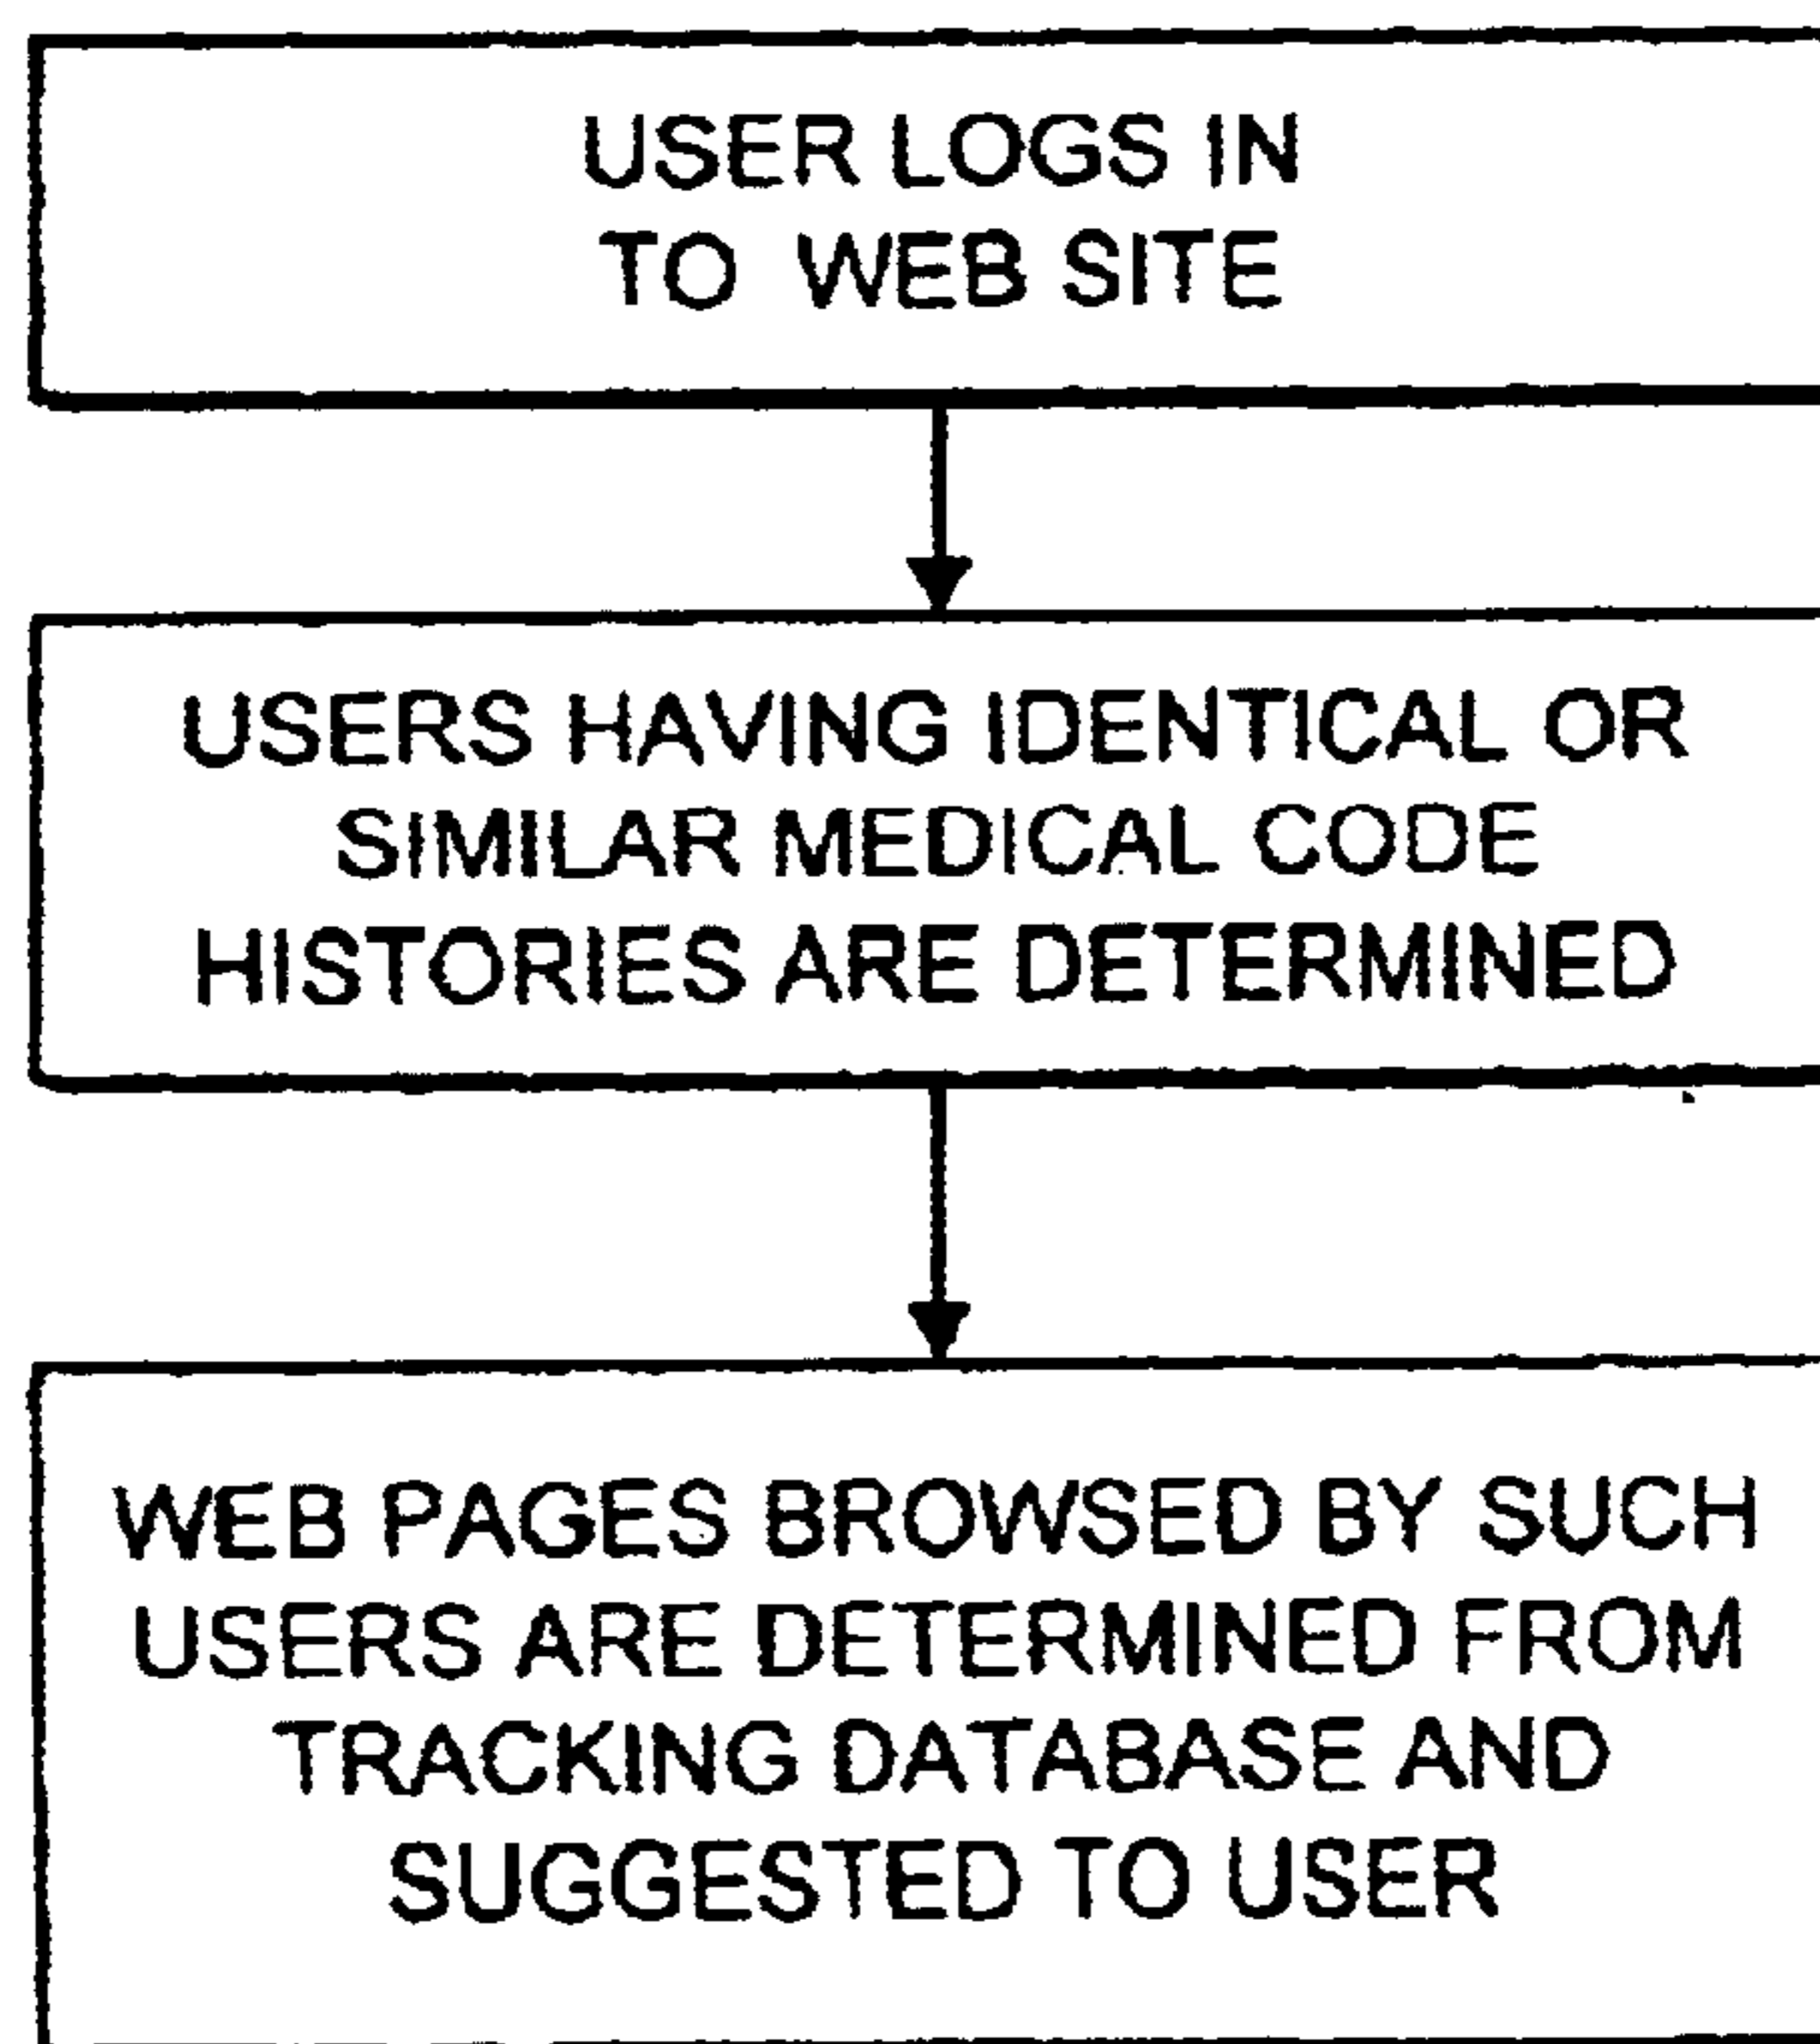 USER LOGS IN
TO WEB SITE
USERS HAVING IDENTICAL OR
SIMILAR MEDICAL CODE
HISTORIES ARE DETERMINED
WEB PAGES BROWSED BY SUCH
USERS ARE DETERMINED FROM
TRACKING DATABASE AND
SUGGESTED TO USER